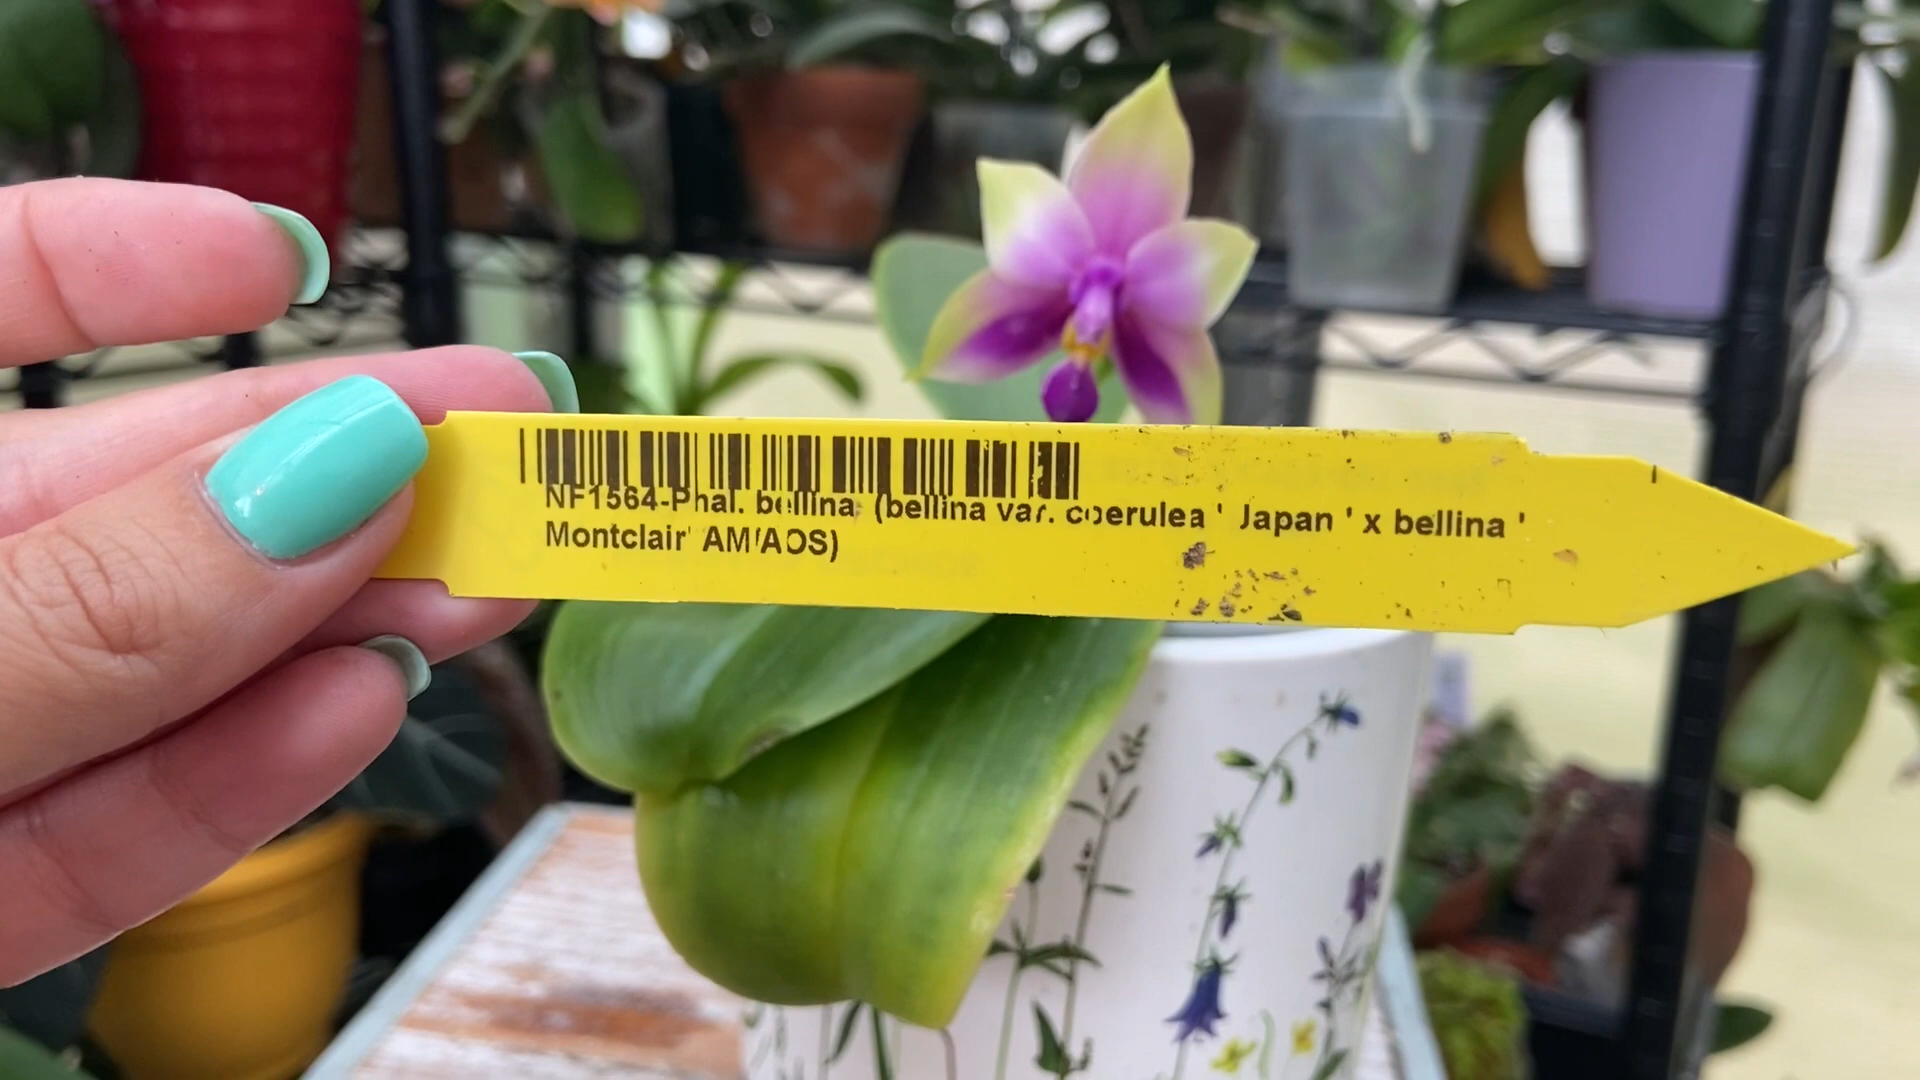 NF1564-Phal. bellina (bellina var. coerulea ' Japan ' x bellina '
Montclair' AM/AOS)